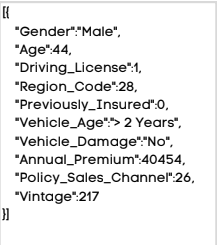 [{
"Gender":"Male",
"Age":44,
"Driving_License":1,
"Region_Code":28,
"Previously_Insured":0,
"Vehicle_Age":"> 2 Years",
"Vehicle_Damage":"No",
"Annual_Premium":40454,
"Policy_Sales_Channel":26,
"Vintage":217
}]